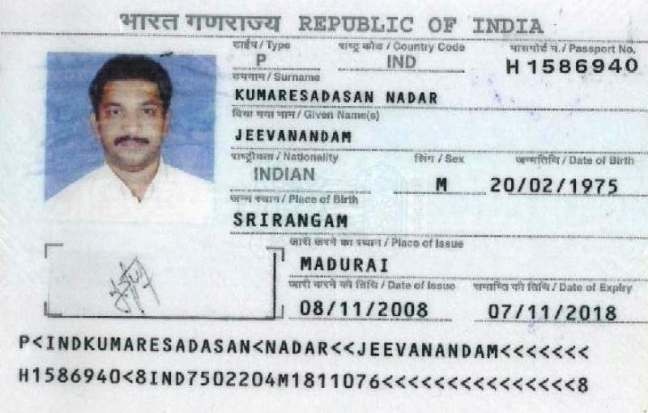 भारत गणराज्य REPUBLIC OF INDIA
टाईप / Type राष्ट्र कोड / Country Code पासपोर्ट न. / Passport No.
P IND H1586940
उपनाम / Surname
KUMARESADASAN NADAR
दिया गया नाम / Given Name(s)
JEEVANANDAM
राष्ट्रीयता / Nationality लिंग / Sex जन्मतिथि / Date of Birth
INDIAN M 20/02/1975
जन्म स्थान / Place of Birth
SRIRANGAM
जारी करने का स्थान / Place of Issue
MADURAI
जारी करने की तिथि / Date of Issue समाप्ति की तिथि / Date of Expiry
08/11/2008 07/11/2018
P<INDKUMARESADASAN<NADAR<<JEEVANANDAM<<<<<<<
H1586940<8IND7502204M1811076<<<<<<<<<<<<<<<8